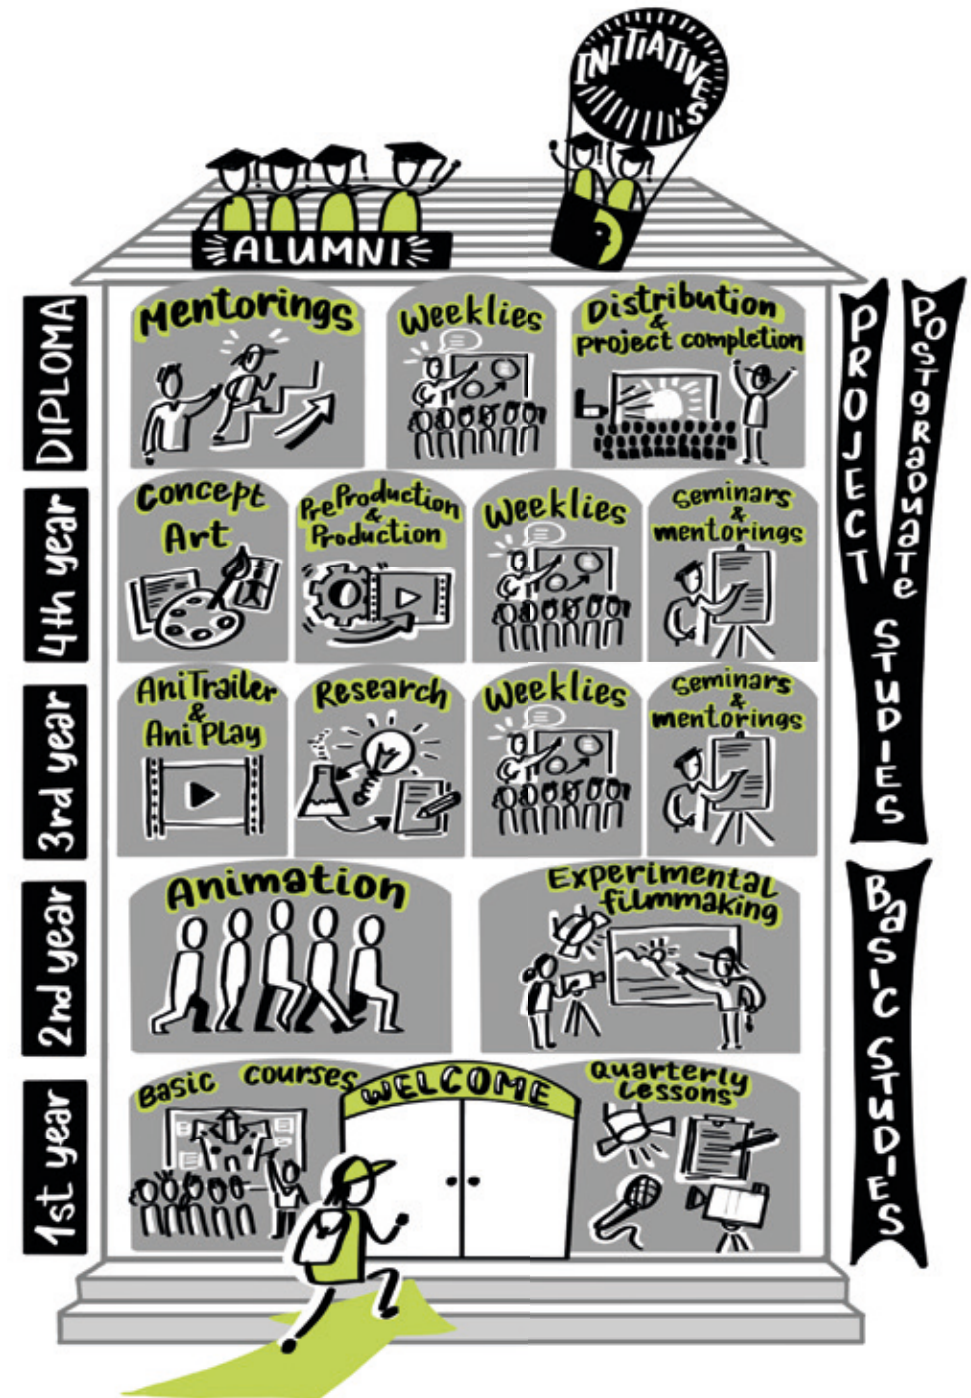 INITIATIVES
ALUMNI
DIPLOMA
Mentorings
Weeklies
Distribution
&
project completion
4th year
Concept
Art
PreProduction
&
Production
Weeklies
Seminars
&
mentorings
3rd year
AniTrailer
&
AniPlay
Research
Weeklies
Seminars
&
mentorings
PROJECT
POSTGRADUATE
STUDIES
2nd year
Animation
Experimental
filmmaking
1st year
Basic courses
WELCOME
Quarterly
Lessons
BASIC STUDIES